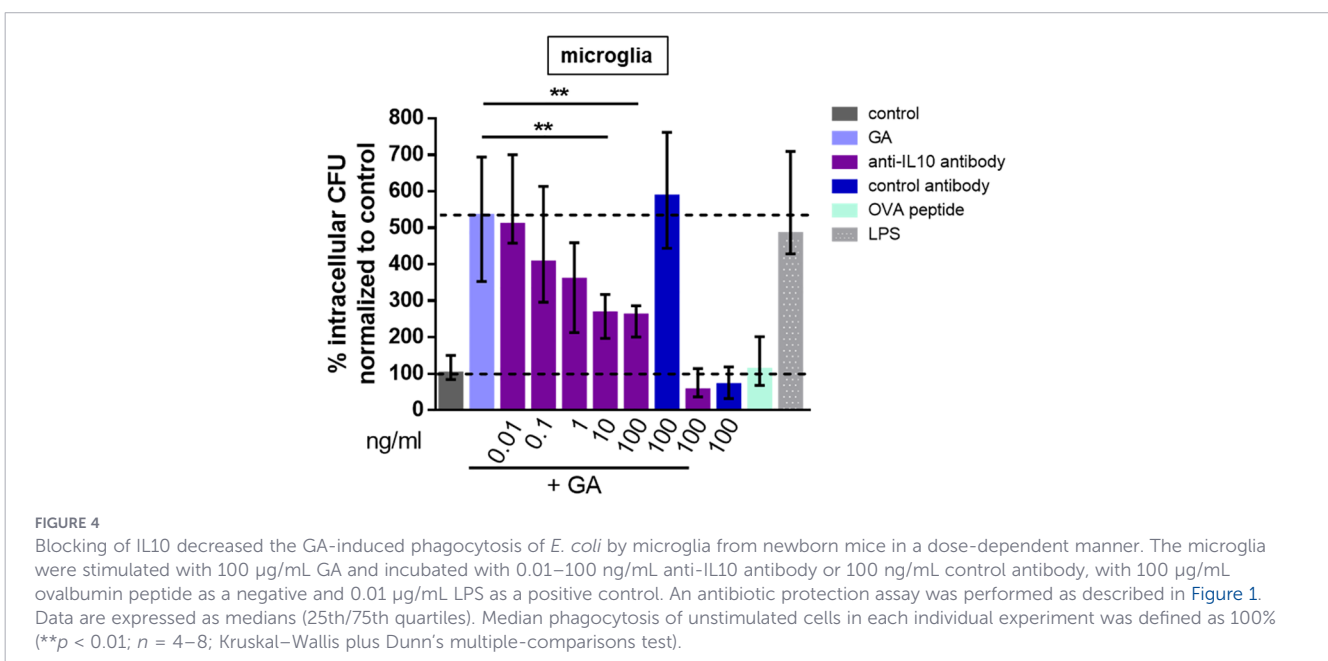 microglia
**
**
% intracellular CFU
normalized to control
800
700
600
500
400
300
200
100
0
control
GA
anti-IL10 antibody
control antibody
OVA peptide
LPS
ng/ml
0.01
0.1
1
10
100
100
100
100
+ GA
FIGURE 4
Blocking of IL10 decreased the GA-induced phagocytosis of E. coli by microglia from newborn mice in a dose-dependent manner. The microglia
were stimulated with 100 µg/mL GA and incubated with 0.01–100 ng/mL anti-IL10 antibody or 100 ng/mL control antibody, with 100 µg/mL
ovalbumin peptide as a negative and 0.01 µg/mL LPS as a positive control. An antibiotic protection assay was performed as described in Figure 1.
Data are expressed as medians (25th/75th quartiles). Median phagocytosis of unstimulated cells in each individual experiment was defined as 100%
(**p < 0.01; n = 4–8; Kruskal–Wallis plus Dunn's multiple-comparisons test).